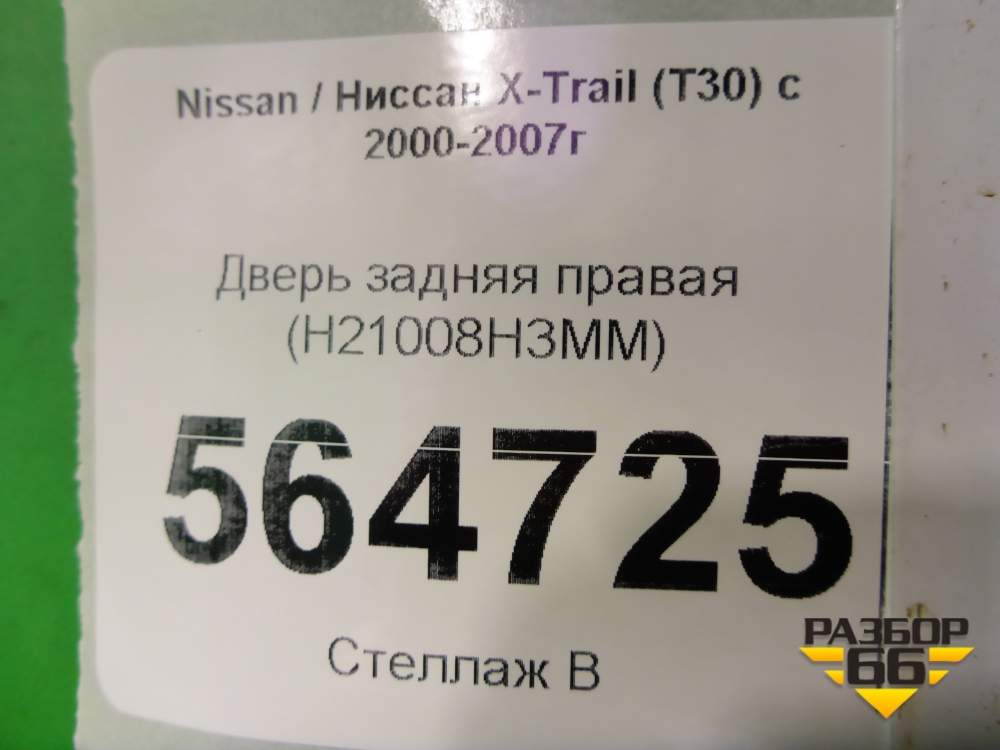 Nissan / Ниссан X-Trail (T30) с
2000-2007г
Дверь задняя правая
(H21008H3MM)
564725
Стеллаж В
РАЗБОР
66